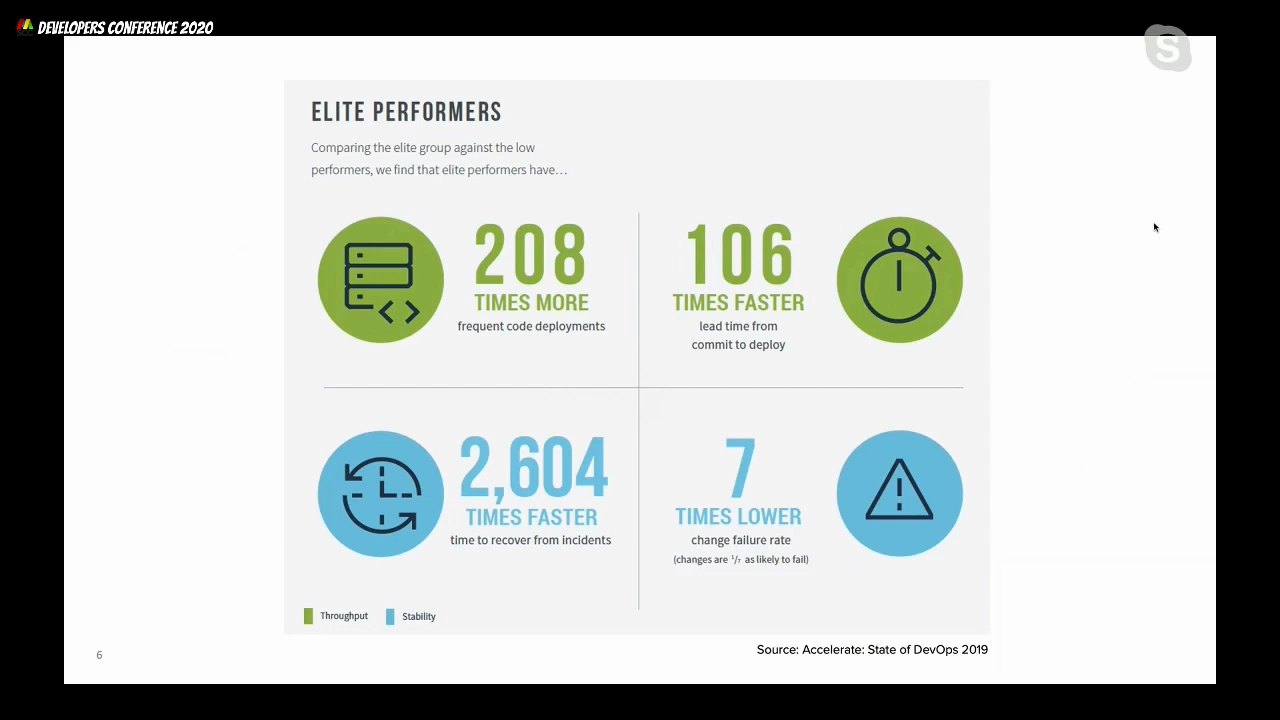 DEVELOPERS CONFERENCE 2020
S
ELITE PERFORMERS
Comparing the elite group against the low
performers, we find that elite performers have…
208
TIMES MORE
frequent code deployments
106
TIMES FASTER
lead time from
commit to deploy
2,604
TIMES FASTER
time to recover from incidents
7
TIMES LOWER
change failure rate
(changes are 1/7 as likely to fail)
Throughput
Stability
Source: Accelerate: State of DevOps 2019
6